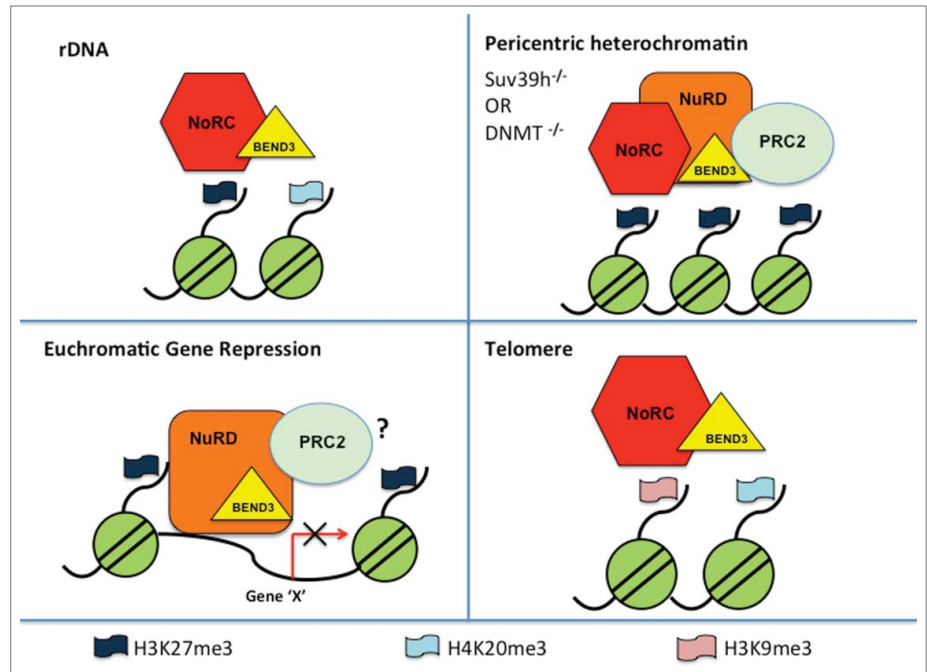 rDNA
NoRC
BEND3
Pericentric heterochromatin
Suv39h-/-
OR
DNMT -/-
NuRD
NoRC
BEND3
PRC2
Euchromatic Gene Repression
NuRD
PRC2
?
BEND3
Gene ‘X’
Telomere
NoRC
BEND3
H3K27me3
H4K20me3
H3K9me3